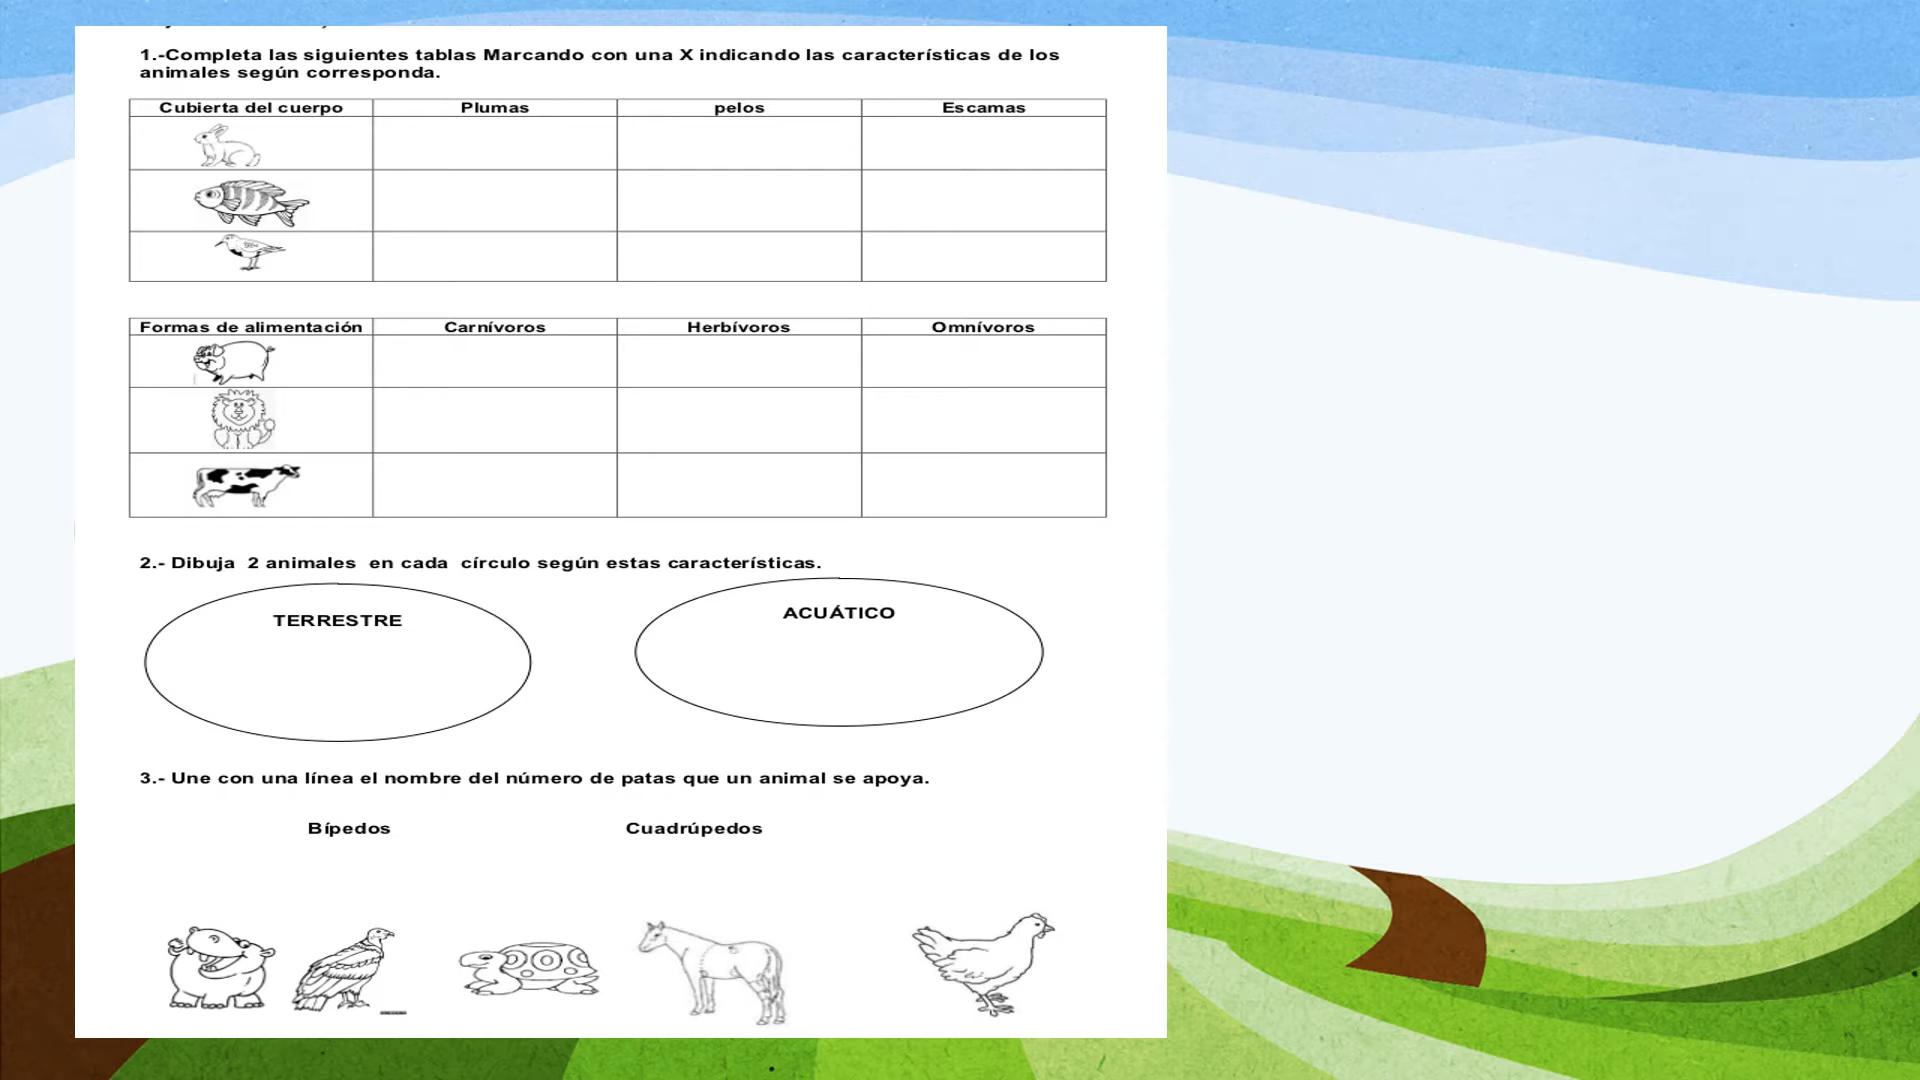 1.-Completa las siguientes tablas Marcando con una X indicando las características de los
animales según corresponda.
Cubierta del cuerpo Plumas pelos Escamas
Formas de alimentación Carnívoros Herbívoros Omnívoros
2.- Dibuja 2 animales en cada círculo según estas características.
TERRESTRE ACUÁTICO
3.- Une con una línea el nombre del número de patas que un animal se apoya.
Bípedos Cuadrúpedos